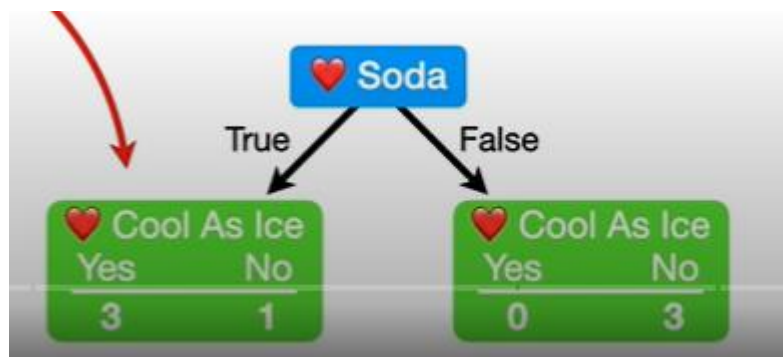 ❤️ Soda
True False
❤️ Cool As Ice
Yes No
3 1
❤️ Cool As Ice
Yes No
0 3